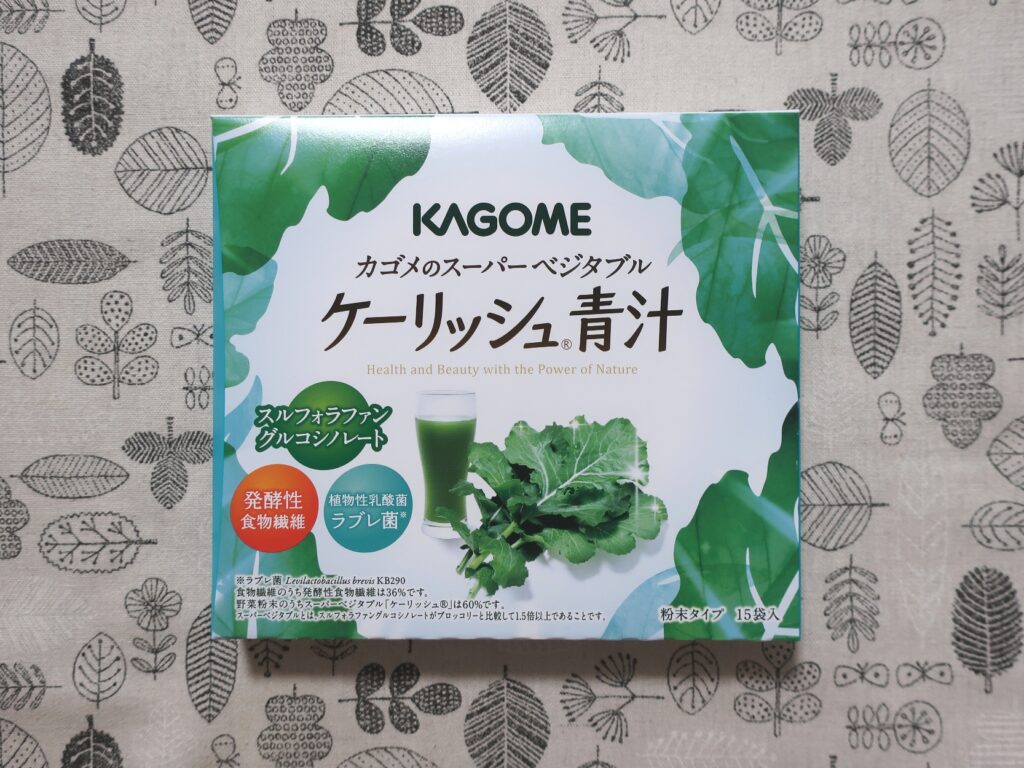 KAGOME
カゴメのスーパーベジタブル
ケーリッシュ®青汁
Health and Beauty with the Power of Nature
スルフォラファン
グルコシノレート
発酵性
食物繊維
植物性乳酸菌
ラブレ菌※
※ラブレ菌 Levilactobacillus brevis KB290
食物繊維のうち発酵性食物繊維は36%です。
野菜粉末のうちスーパーベジタブル「ケーリッシュ®」は60%です。
スーパーベジタブルとは、スルフォラファングルコシノレートがブロッコリーと比較して1.5倍以上であることです。
粉末タイプ 15袋入